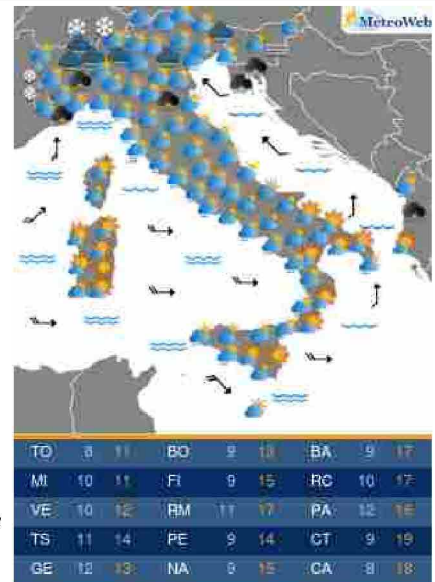 MeteoWeb
TO 8 11 BO 9 13 BA 9 17
MI 10 11 FI 9 15 RC 10 17
VE 10 12 RM 11 17 PA 12 16
TS 11 14 PE 9 14 CT 9 19
GE 12 13 NA 9 15 CA 8 18